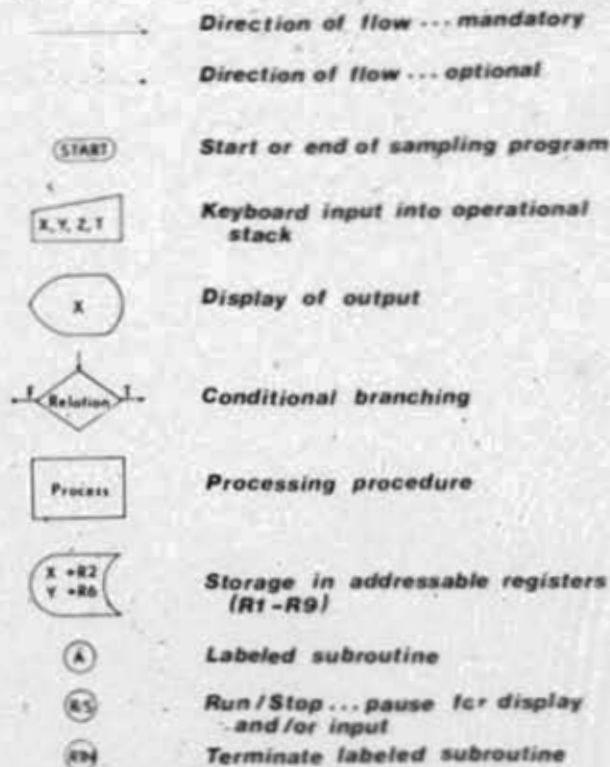 Direction of flow ... mandatory
Direction of flow ... optional
START Start or end of sampling program
X, Y, Z, T Keyboard input into operational
stack
X Display of output
F Relation T Conditional branching
Process Processing procedure
X →R2
Y →R6 Storage in addressable registers
(R1-R9)
A Labeled subroutine
R/S Run/Stop ... pause for display
and/or input
RTN Terminate labeled subroutine